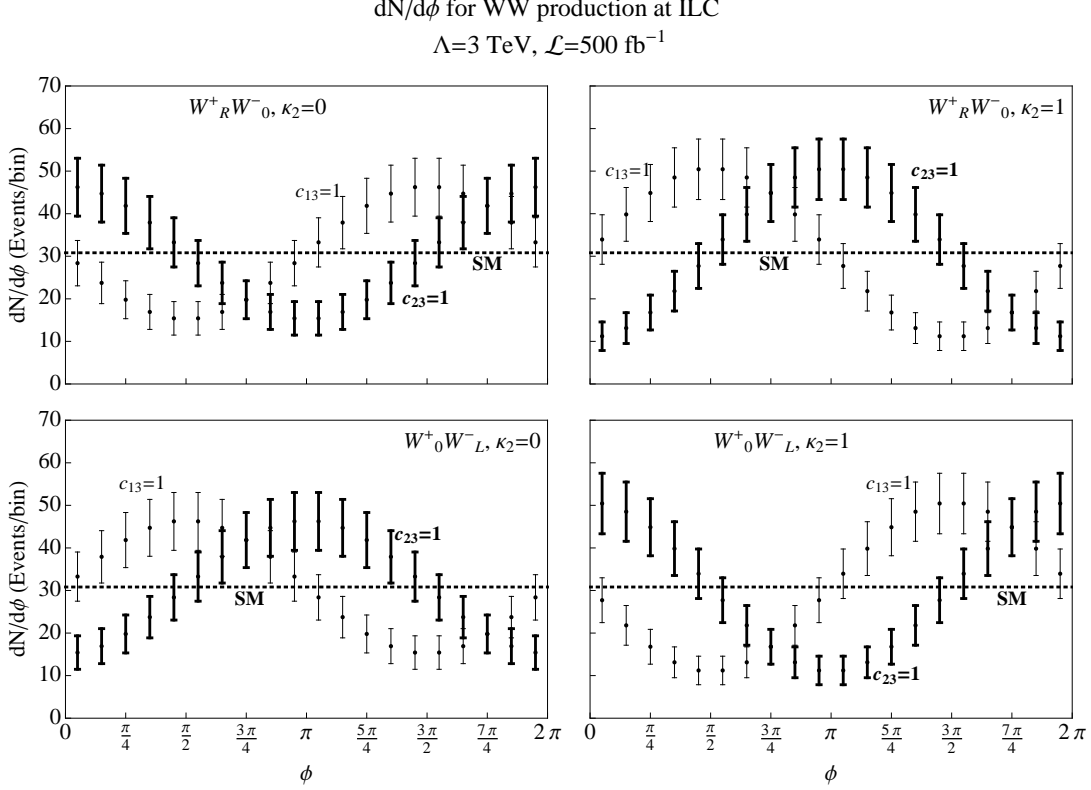 dN/dϕ for WW production at ILC
Λ=3 TeV, ℒ=500 fb⁻¹
dN/dϕ (Events/bin)
70
60
50
40
30
20
10
0
W⁺_R W⁻_0, κ₂=0
c₁₃=1
SM
c₂₃=1
W⁺_R W⁻_0, κ₂=1
c₁₃=1
c₂₃=1
SM
dN/dϕ (Events/bin)
70
60
50
40
30
20
10
0
W⁺_0 W⁻_L, κ₂=0
c₁₃=1
c₂₃=1
SM
W⁺_0 W⁻_L, κ₂=1
c₁₃=1
SM
c₂₃=1
0 π/4 π/2 3π/4 π 5π/4 3π/2 7π/4 2π
0 π/4 π/2 3π/4 π 5π/4 3π/2 7π/4 2π
ϕ
ϕ